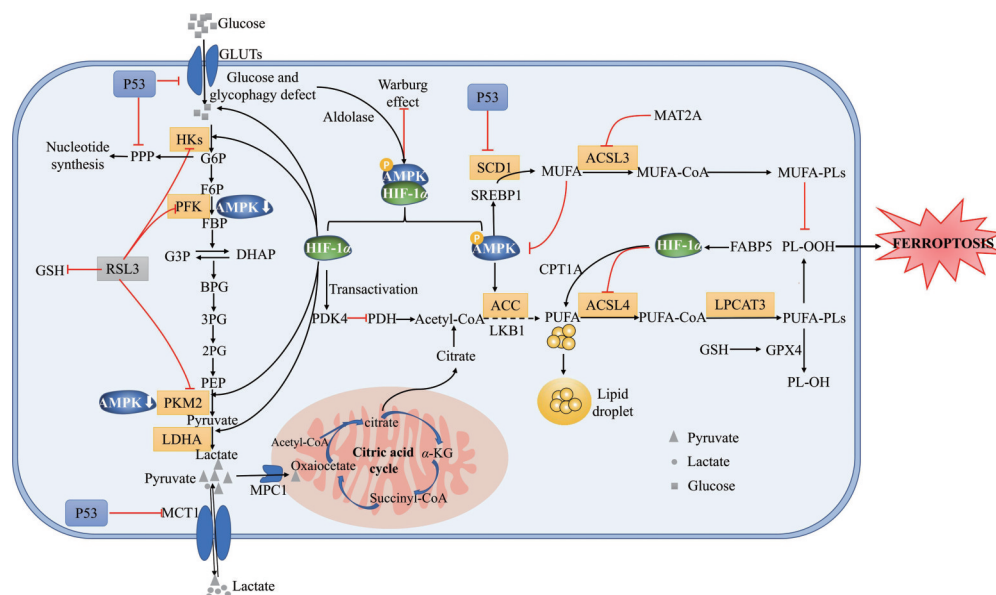 Glucose
GLUTs
P53
Glucose and
glycophagy defect
Warburg
effect
Aldolase
P53
MAT2A
Nucleotide
synthesis
PPP
HKs
G6P
P
AMPK
HIF-1α
SCD1
SREBP1
MUFA
ACSL3
MUFA-CoA
MUFA-PLs
F6P
PFK
AMPK
FBP
GSH
RSL3
G3P
DHAP
HIF-1α
P
AMPK
HIF-1α
FABP5
PL-OOH
FERROPTOSIS
CPT1A
BPG
Transactivation
ACC
ACSL4
LPCAT3
3PG
PDK4
PDH
Acetyl-CoA
LKB1
PUFA
PUFA-CoA
PUFA-PLs
2PG
Citrate
GSH
GPX4
PEP
PL-OH
AMPK
PKM2
Pyruvate
Lipid
droplet
LDHA
Lactate
citrate
Acetyl-CoA
Citric acid
cycle
α-KG
Oxaiocetate
Succinyl-CoA
Pyruvate
MPC1
Pyruvate
Lactate
Glucose
P53
MCT1
Lactate